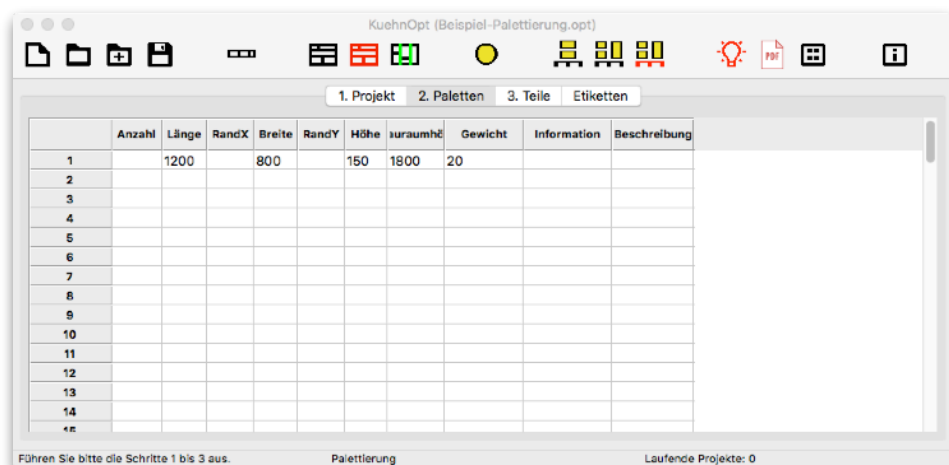 KuehnOpt (Beispiel-Palettierung.opt)
PDF
1. Projekt 2. Paletten 3. Teile Etiketten
Anzahl Länge RandX Breite RandY Höhe auraumhö Gewicht Information Beschreibung
1 1200 800 150 1800 20
2
3
4
5
6
7
8
9
10
11
12
13
14
15
Führen Sie bitte die Schritte 1 bis 3 aus. Palettierung Laufende Projekte: 0